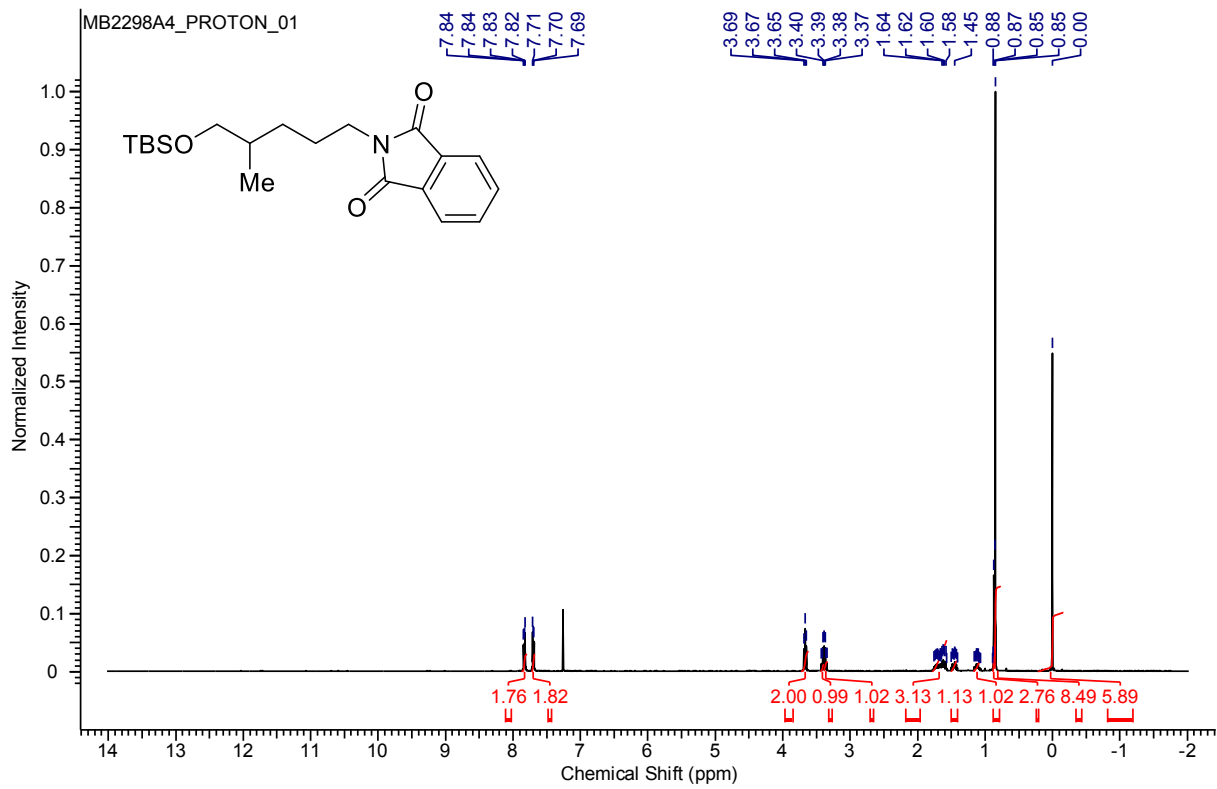 MB2298A4_PROTON_01
7.84 7.84 7.83 7.82 7.71 7.70 7.69 3.69 3.67 3.65 3.40 3.39 3.38 3.37 1.64 1.62 1.60 1.58 1.45 0.88 0.87 0.85 0.85 0.00
TBSO
Me
N
O
O
Normalized Intensity
1.0
0.9
0.8
0.7
0.6
0.5
0.4
0.3
0.2
0.1
0
1.76 1.82 2.00 0.99 1.02 3.13 1.13 1.02 2.76 8.49 5.89
14 13 12 11 10 9 8 7 6 5 4 3 2 1 0 -1 -2
Chemical Shift (ppm)